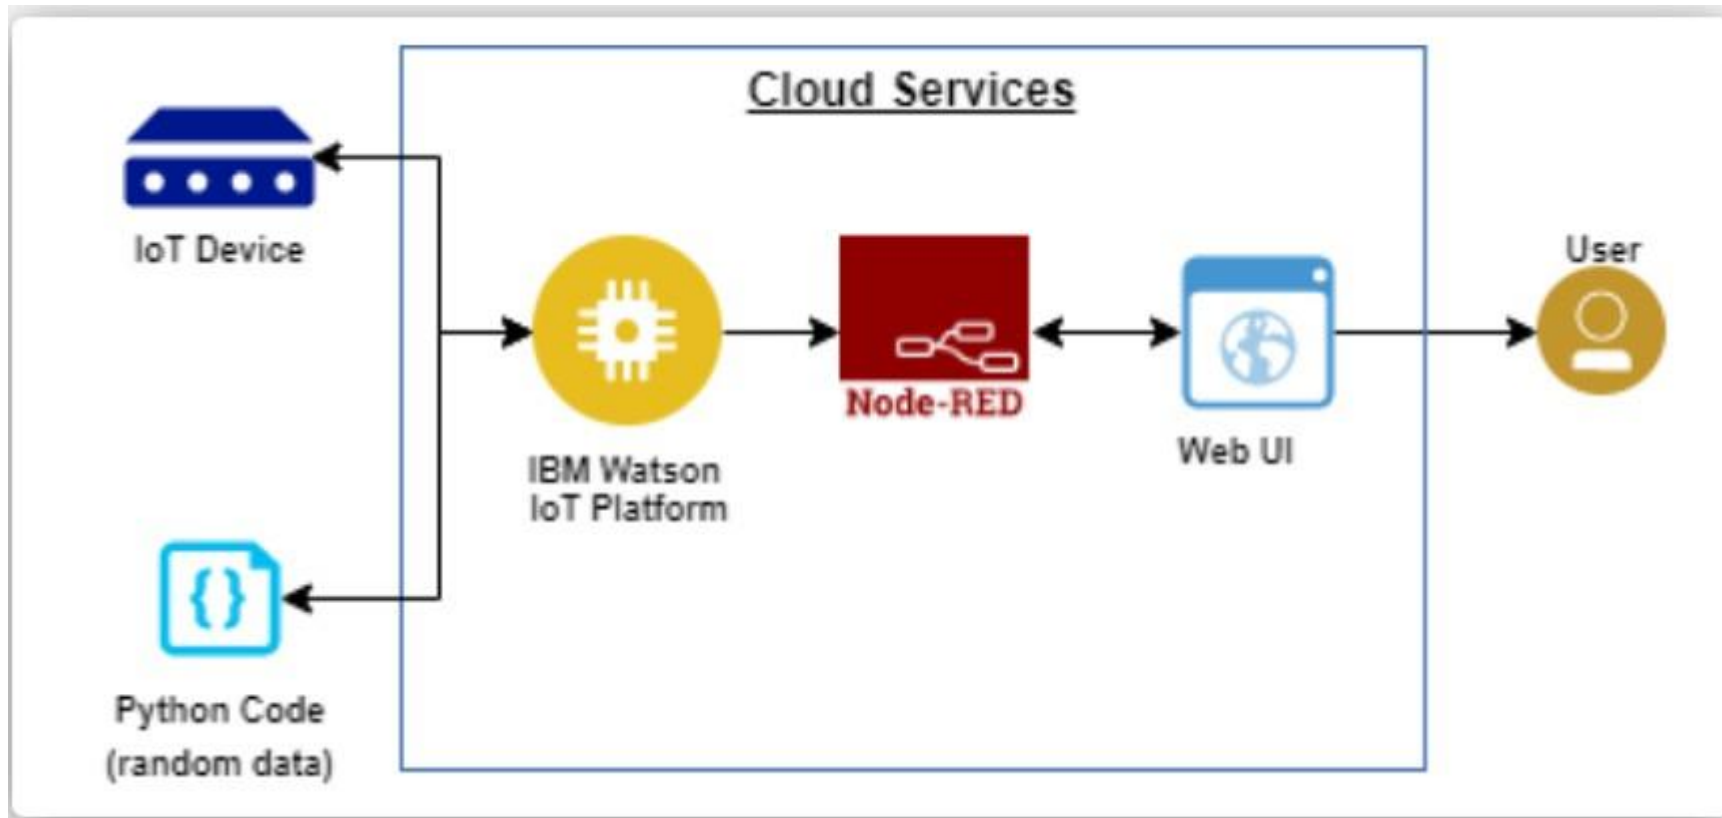 Cloud Services
IoT Device
User
IBM Watson
IoT Platform
Node-RED
Web UI
Python Code
(random data)